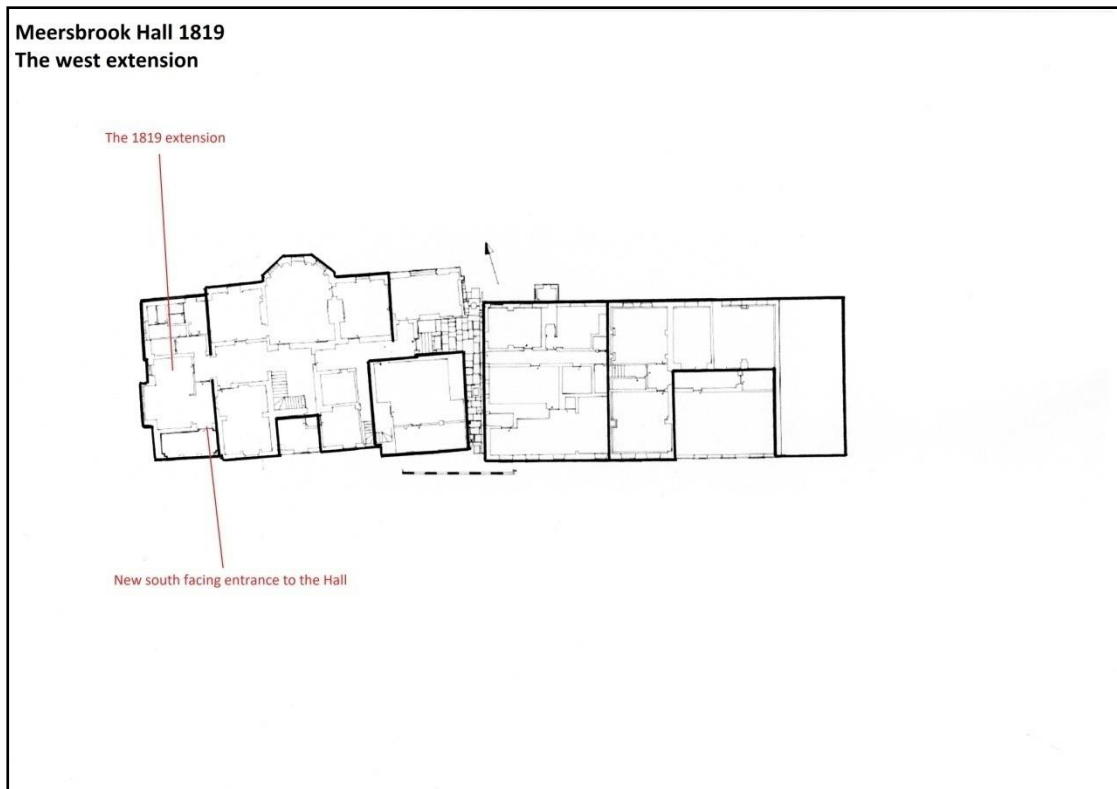 Meersbrook Hall 1819
The west extension
The 1819 extension
New south facing entrance to the Hall